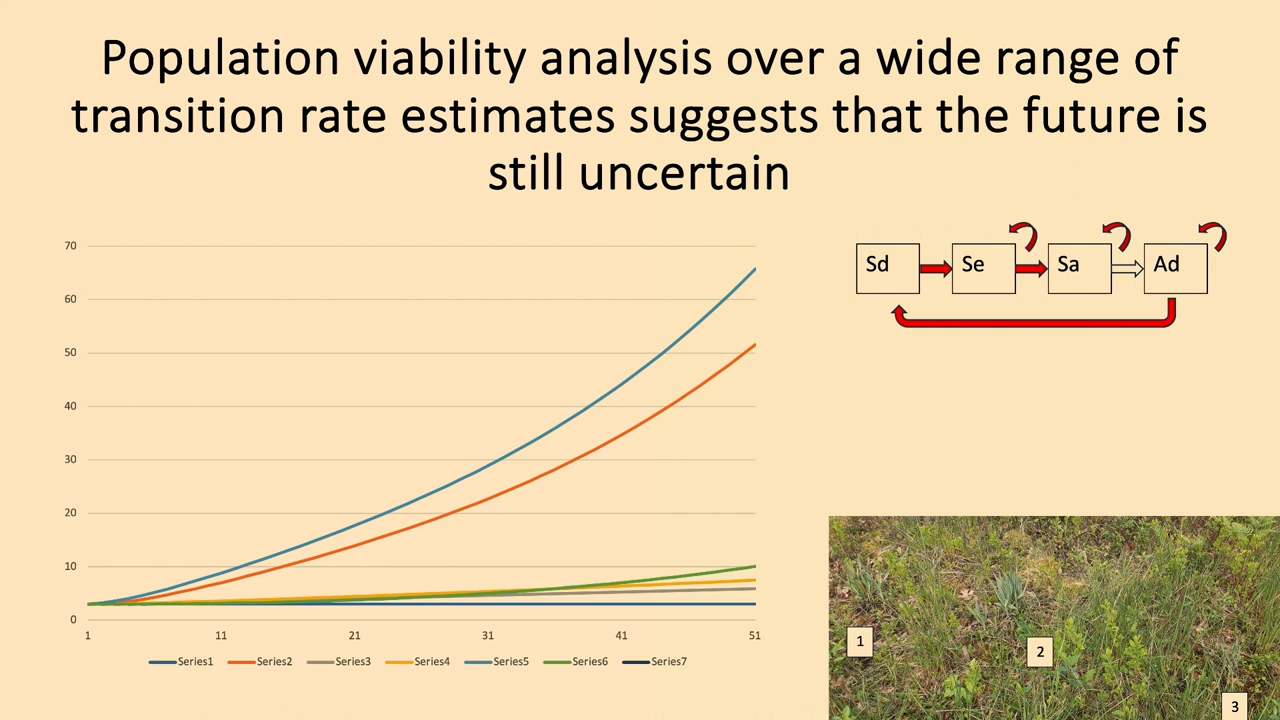 Population viability analysis over a wide range of
transition rate estimates suggests that the future is
still uncertain
70
60
50
40
30
20
10
0
1 11 21 31 41 51
Series1 Series2 Series3 Series4 Series5 Series6 Series7
Sd Se Sa Ad
1
2
3